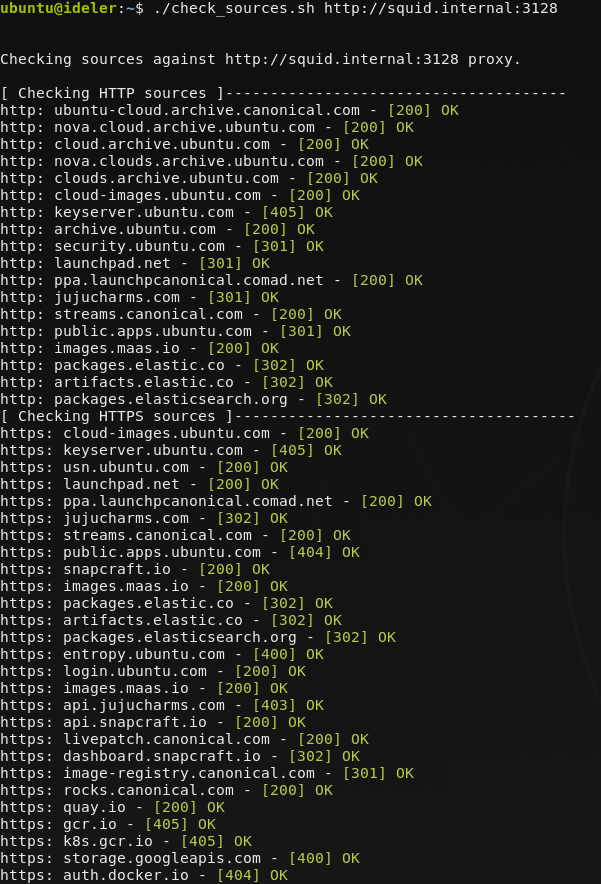 ubuntu@ideler:~$ ./check_sources.sh http://squid.internal:3128
Checking sources against http://squid.internal:3128 proxy.
[ Checking HTTP sources ]--------------------------------------
http: ubuntu-cloud.archive.canonical.com - [200] OK
http: nova.cloud.archive.ubuntu.com - [200] OK
http: cloud.archive.ubuntu.com - [200] OK
http: nova.clouds.archive.ubuntu.com - [200] OK
http: clouds.archive.ubuntu.com - [200] OK
http: cloud-images.ubuntu.com - [200] OK
http: keyserver.ubuntu.com - [405] OK
http: archive.ubuntu.com - [200] OK
http: security.ubuntu.com - [301] OK
http: launchpad.net - [301] OK
http: ppa.launchpcanonical.comad.net - [200] OK
http: jujucharms.com - [301] OK
http: streams.canonical.com - [200] OK
http: public.apps.ubuntu.com - [301] OK
http: images.maas.io - [200] OK
http: packages.elastic.co - [302] OK
http: artifacts.elastic.co - [302] OK
http: packages.elasticsearch.org - [302] OK
[ Checking HTTPS sources ]--------------------------------------
https: cloud-images.ubuntu.com - [200] OK
https: keyserver.ubuntu.com - [405] OK
https: usn.ubuntu.com - [200] OK
https: launchpad.net - [200] OK
https: ppa.launchpcanonical.comad.net - [200] OK
https: jujucharms.com - [302] OK
https: streams.canonical.com - [200] OK
https: public.apps.ubuntu.com - [404] OK
https: snapcraft.io - [200] OK
https: images.maas.io - [200] OK
https: packages.elastic.co - [302] OK
https: artifacts.elastic.co - [302] OK
https: packages.elasticsearch.org - [302] OK
https: entropy.ubuntu.com - [400] OK
https: login.ubuntu.com - [200] OK
https: images.maas.io - [200] OK
https: api.jujucharms.com - [403] OK
https: api.snapcraft.io - [200] OK
https: livepatch.canonical.com - [200] OK
https: dashboard.snapcraft.io - [302] OK
https: image-registry.canonical.com - [301] OK
https: rocks.canonical.com - [200] OK
https: quay.io - [200] OK
https: gcr.io - [405] OK
https: k8s.gcr.io - [405] OK
https: storage.googleapis.com - [400] OK
https: auth.docker.io - [404] OK